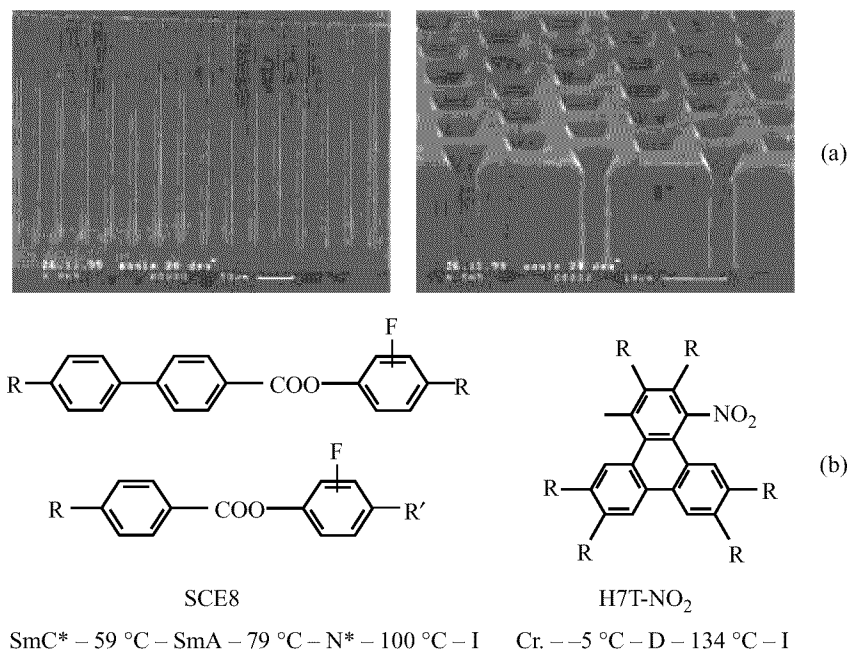 (a)
F
R
COO
R
R
R
NO₂
R
R
R
R
(b)
F
R
COO
R′
SCE8
H7T-NO₂
SmC* – 59 °C – SmA – 79 °C – N* – 100 °C – I
Cr. – –5 °C – D – 134 °C – I